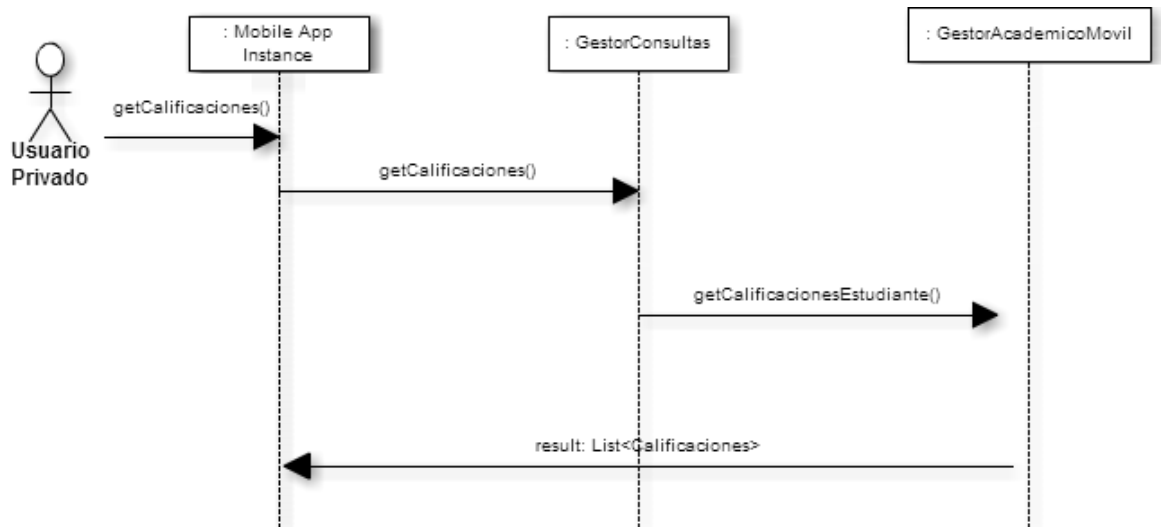 : Mobile App
Instance
: GestorConsultas
: GestorAcademicoMovil
getCalificaciones()
Usuario
Privado
getCalificaciones()
getCalificacionesEstudiante()
result: List<Calificaciones>